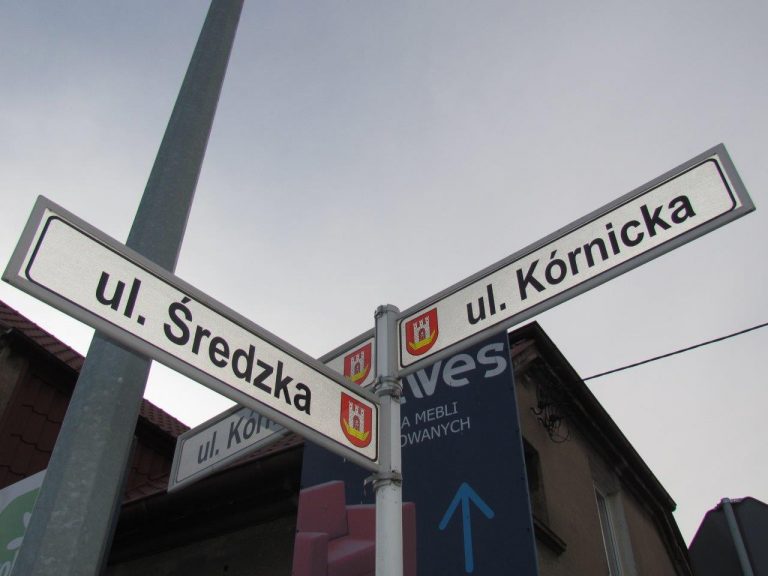 ul. Średzka
ul. Kórnicka
ul. Kór
A MEBLI
OWANYCH